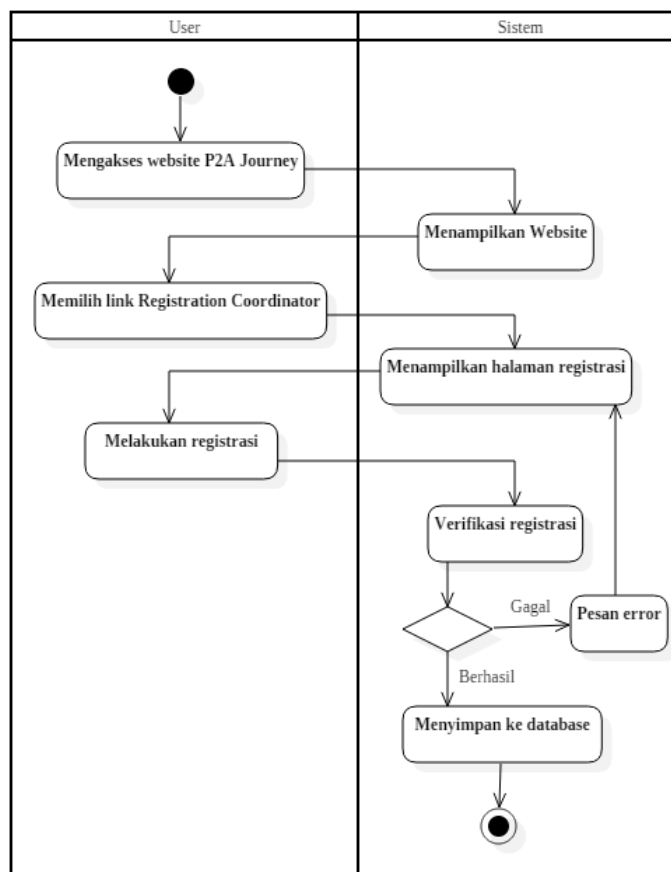 User
Sistem
Mengakses website P2A Journey
Menampilkan Website
Memilih link Registration Coordinator
Menampilkan halaman registrasi
Melakukan registrasi
Verifikasi registrasi
Gagal
Pesan error
Berhasil
Menyimpan ke database